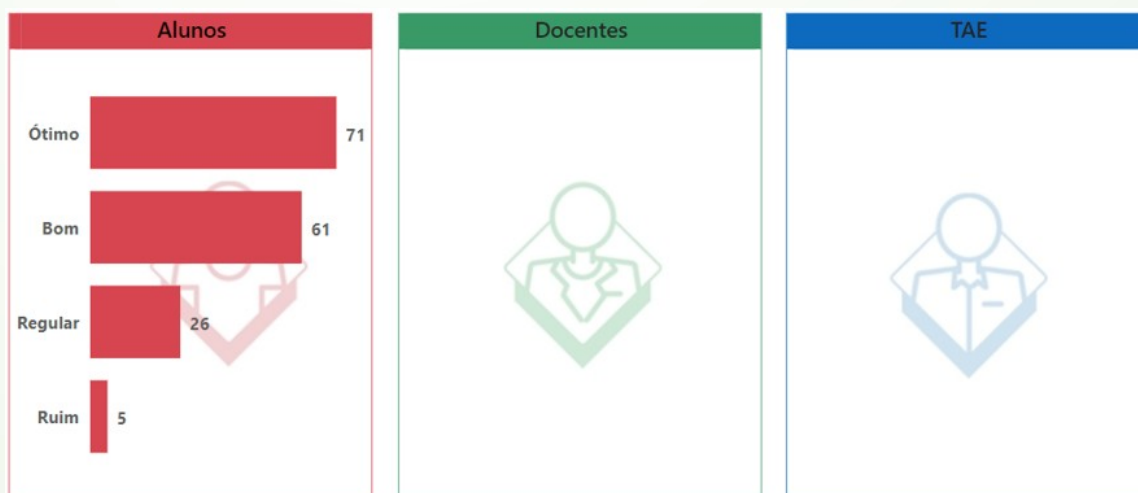 Alunos
Docentes
TAE
Ótimo 71
Bom 61
Regular 26
Ruim 5